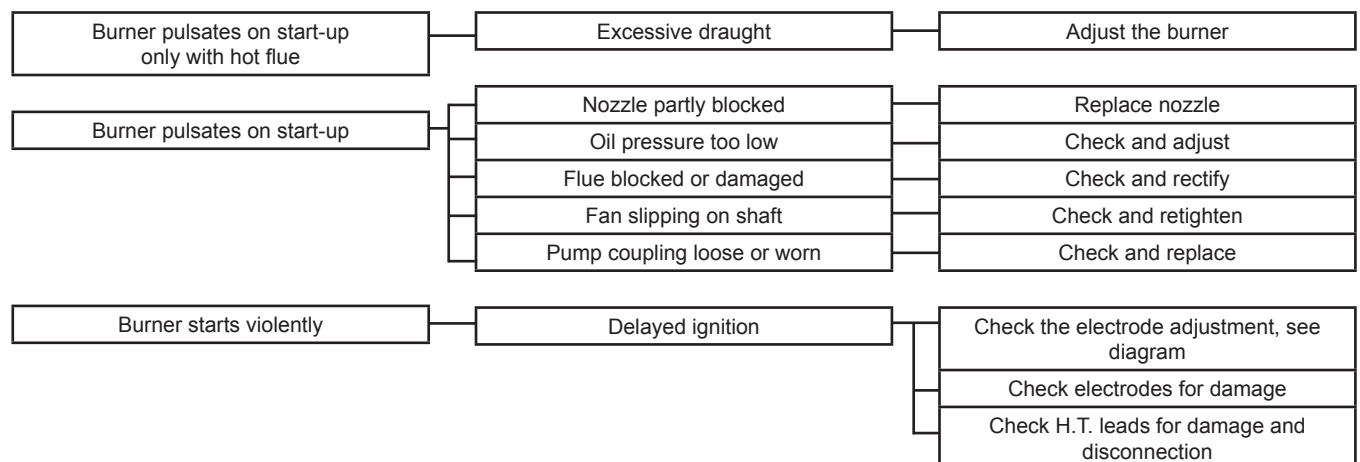 Burner pulsates on start-up
only with hot flue
Excessive draught
Adjust the burner
Burner pulsates on start-up
Nozzle partly blocked
Replace nozzle
Oil pressure too low
Check and adjust
Flue blocked or damaged
Check and rectify
Fan slipping on shaft
Check and retighten
Pump coupling loose or worn
Check and replace
Burner starts violently
Delayed ignition
Check the electrode adjustment, see
diagram
Check electrodes for damage
Check H.T. leads for damage and
disconnection